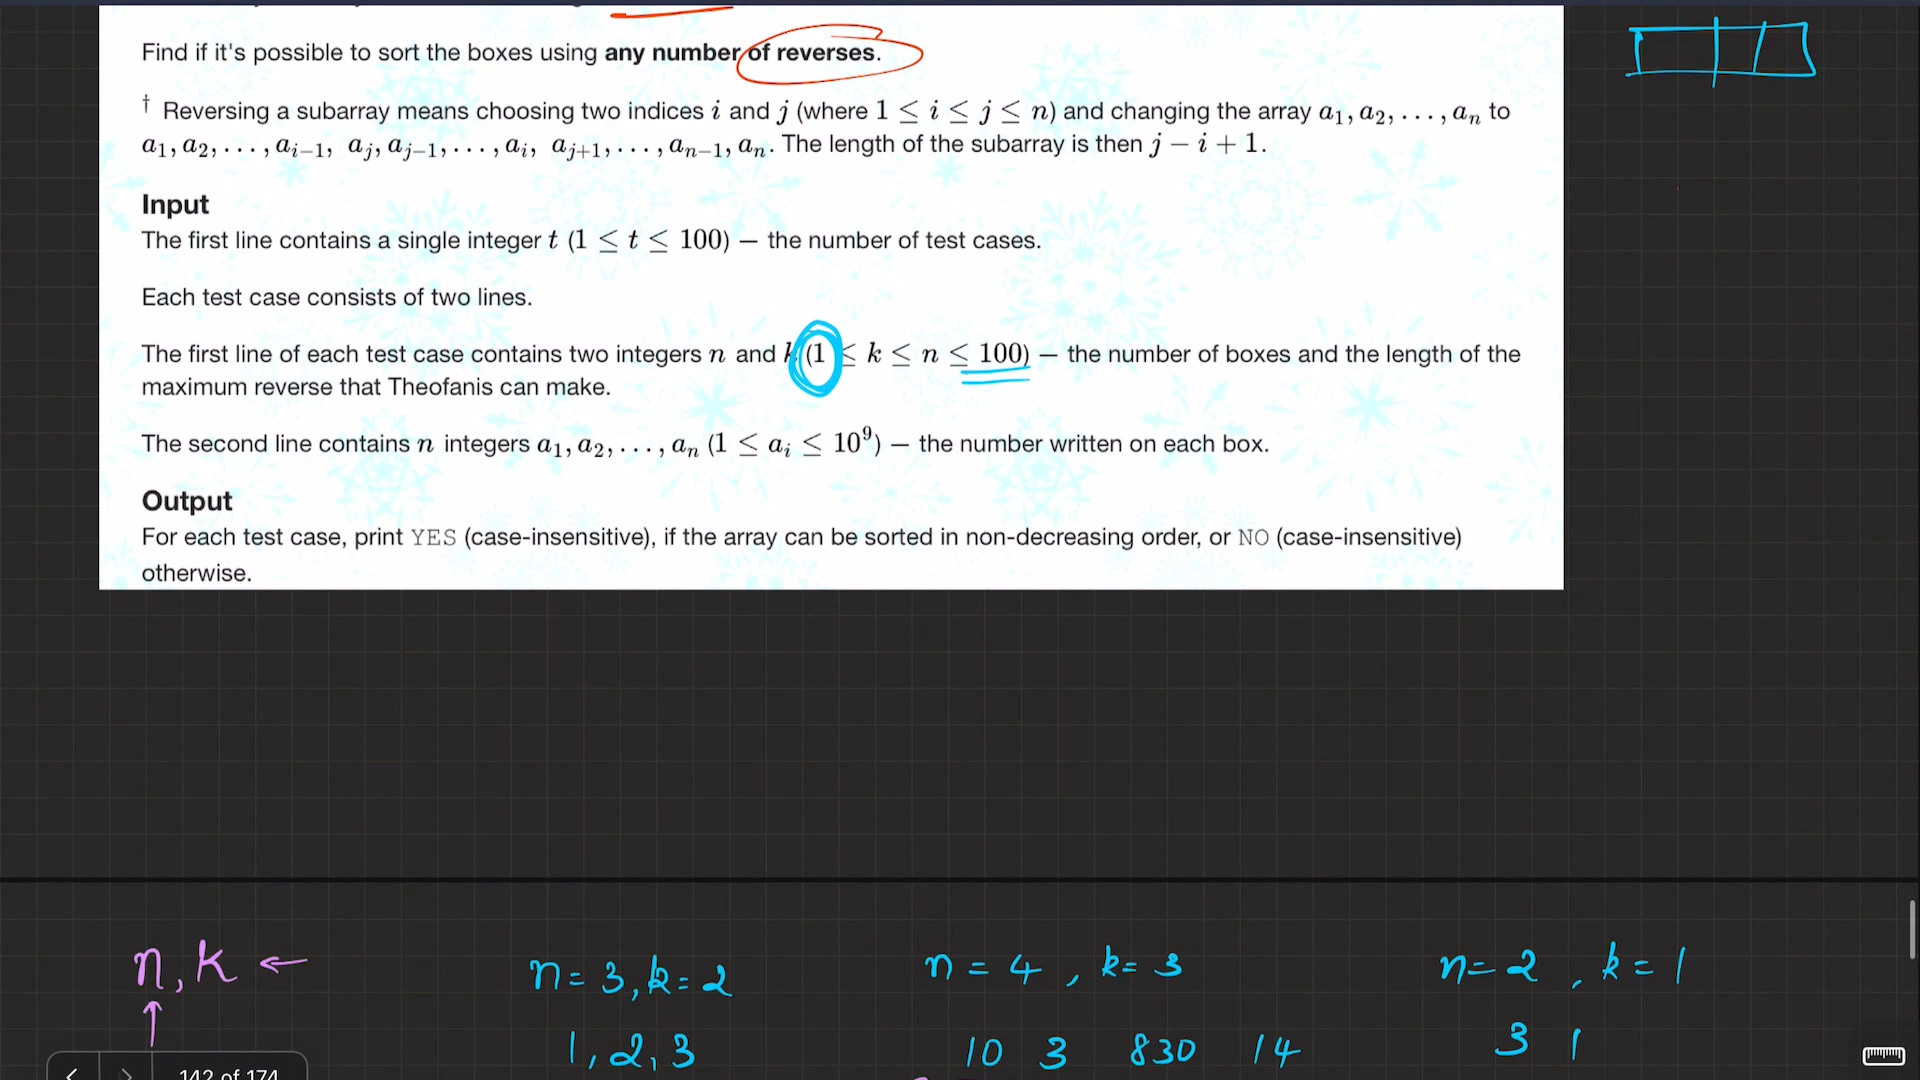 Find if it's possible to sort the boxes using any number of reverses.
† Reversing a subarray means choosing two indices i and j (where 1 ≤ i ≤ j ≤ n) and changing the array a₁, a₂, . . . , aₙ to
a₁, a₂, . . . , aᵢ₋₁, aⱼ, aⱼ₋₁, . . . , aᵢ, aⱼ₊₁, . . . , aₙ₋₁, aₙ. The length of the subarray is then j − i + 1.
Input
The first line contains a single integer t (1 ≤ t ≤ 100) — the number of test cases.
Each test case consists of two lines.
The first line of each test case contains two integers n and k (1 ≤ k ≤ n ≤ 100) — the number of boxes and the length of the
maximum reverse that Theofanis can make.
The second line contains n integers a₁, a₂, . . . , aₙ (1 ≤ aᵢ ≤ 10⁹) — the number written on each box.
Output
For each test case, print YES (case-insensitive), if the array can be sorted in non-decreasing order, or NO (case-insensitive)
otherwise.
n, k ← n = 3, k = 2 n = 4 , k = 3 n = 2 , k = 1
1, 2, 3 10 3 830 14 3 1
142 of 174